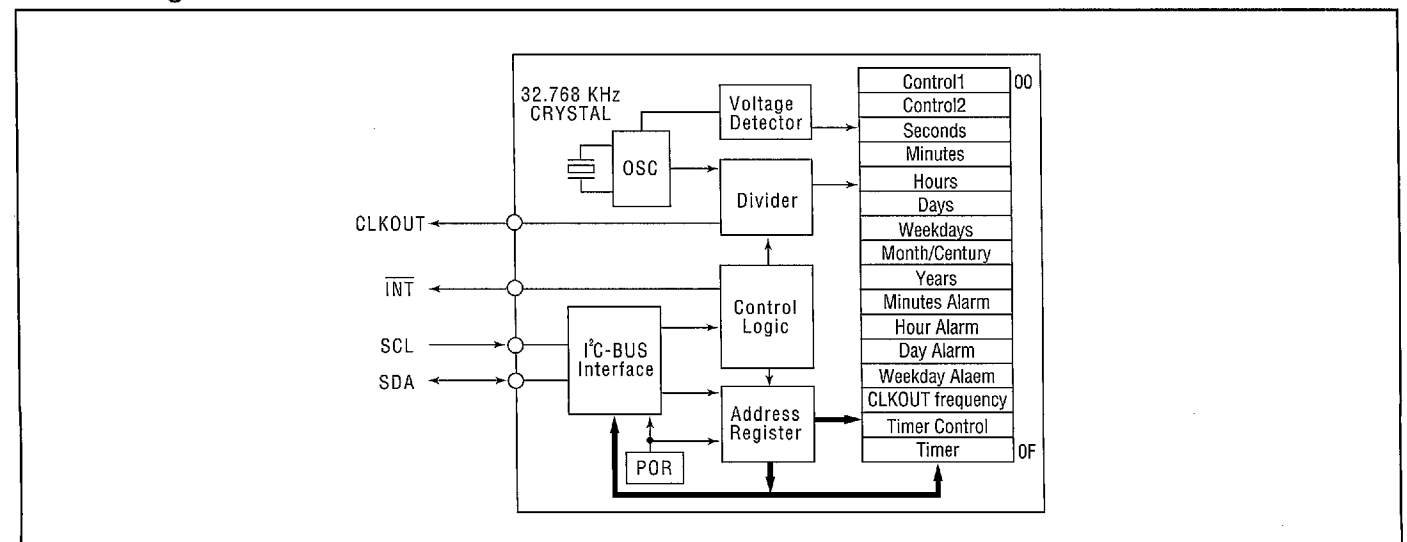 32.768 KHz
CRYSTAL
OSC
Voltage
Detector
Divider
CLKOUT
INT
SCL
SDA
I²C-BUS
Interface
Control
Logic
Address
Register
POR
Control1
00
Control2
Seconds
Minutes
Hours
Days
Weekdays
Month/Century
Years
Minutes Alarm
Hour Alarm
Day Alarm
Weekday Alaem
CLKOUT frequency
Timer Control
Timer
0F